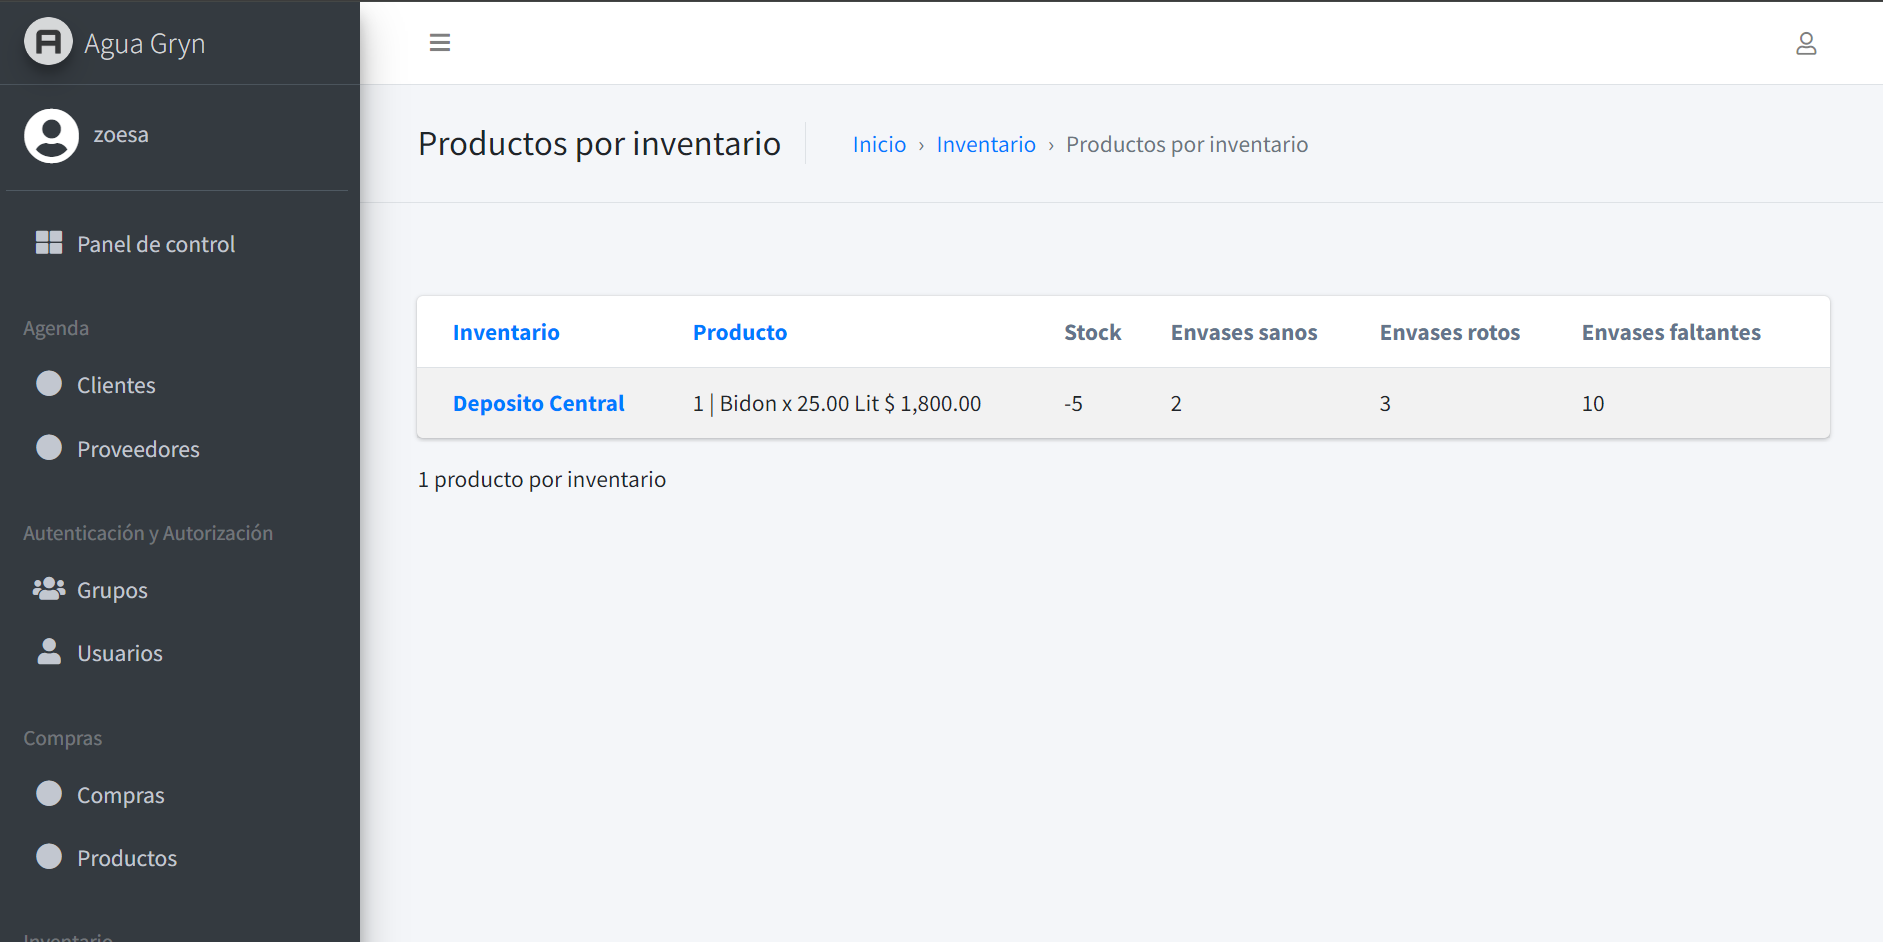 Agua Gryn
zoesa
Panel de control
Agenda
Clientes
Proveedores
Autenticación y Autorización
Grupos
Usuarios
Compras
Compras
Productos
Inventario
Productos por inventario
Inicio › Inventario › Productos por inventario
Inventario Producto Stock Envases sanos Envases rotos Envases faltantes
Deposito Central 1 | Bidon x 25.00 Lit $ 1,800.00 -5 2 3 10
1 producto por inventario